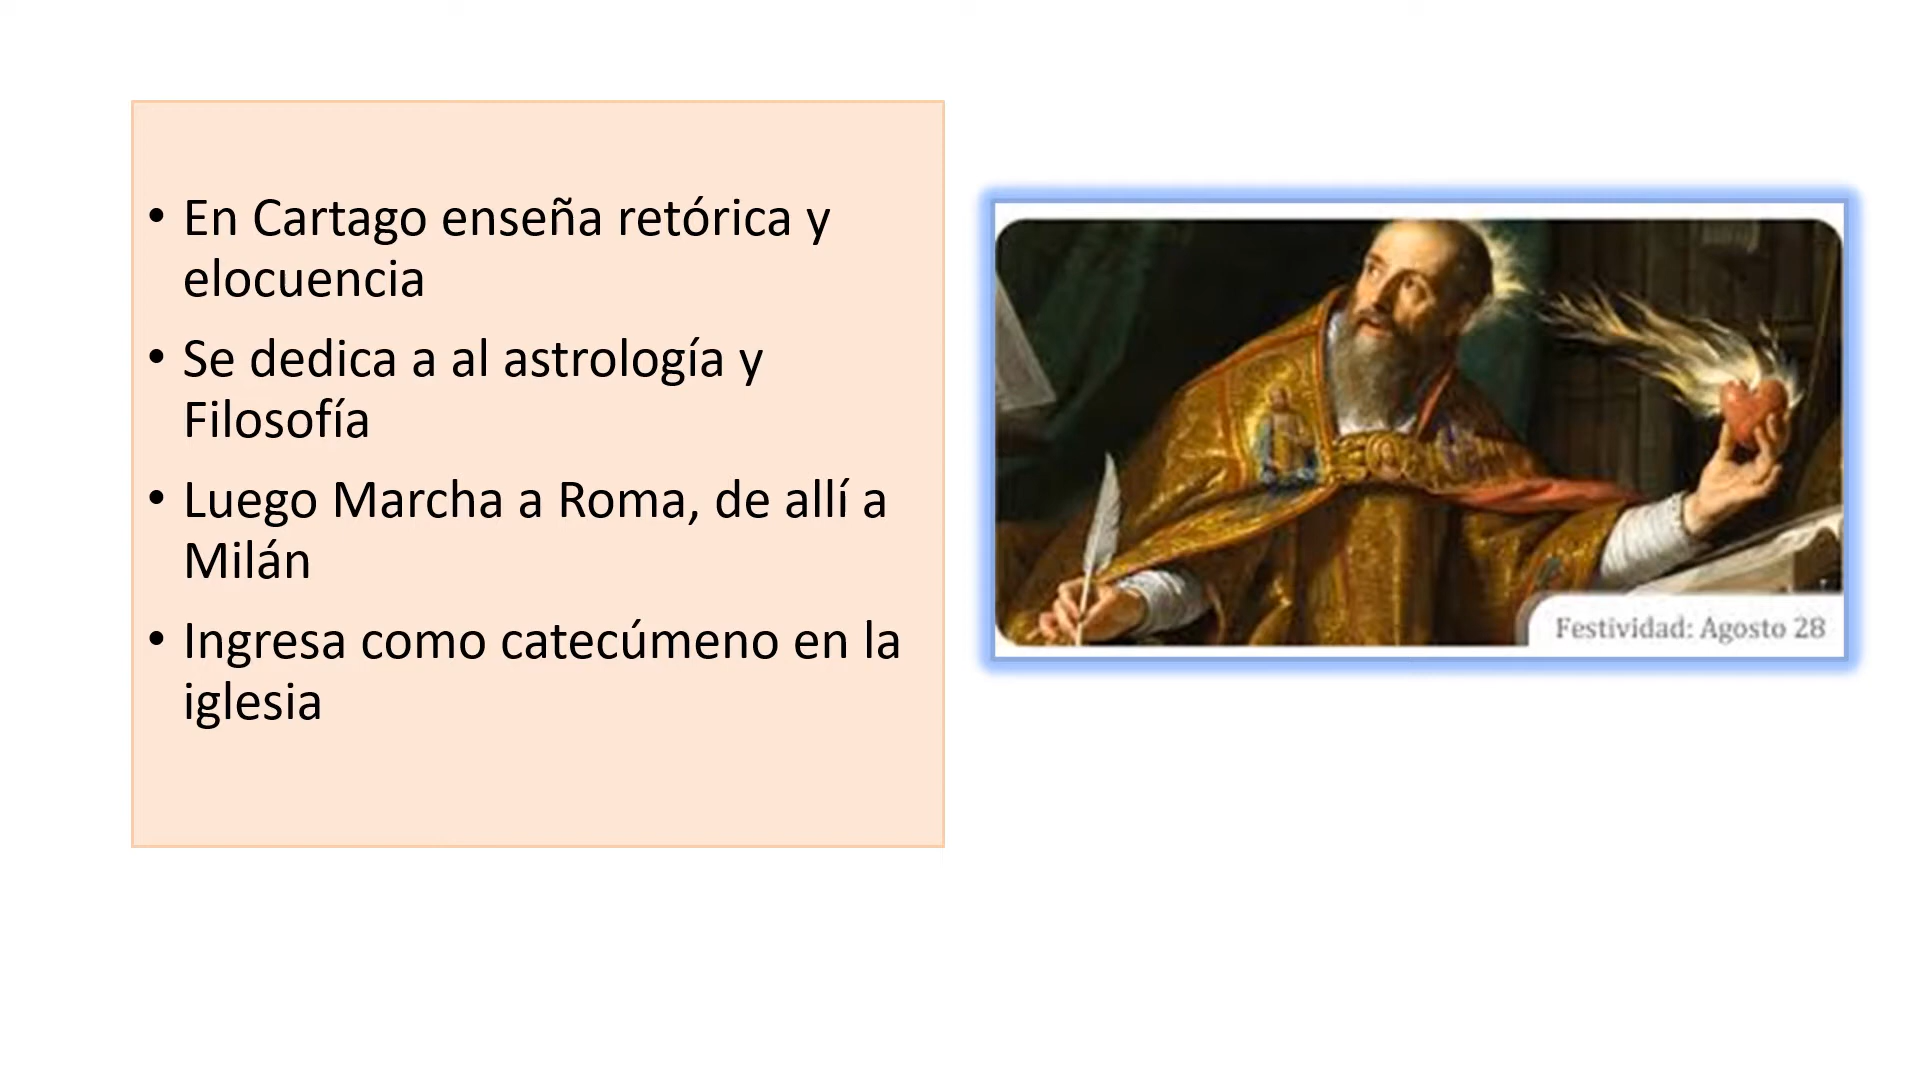 • En Cartago enseña retórica y
elocuencia
• Se dedica a al astrología y
Filosofía
• Luego Marcha a Roma, de allí a
Milán
• Ingresa como catecúmeno en la
iglesia
Festividad: Agosto 28